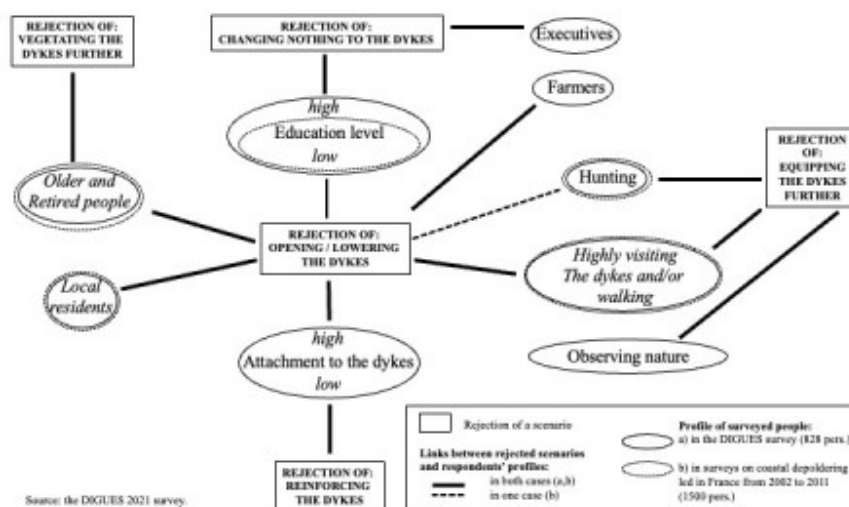 REJECTION OF:
VEGETATING THE
DYKES FURTHER
REJECTION OF:
CHANGING NOTHING TO THE DYKES
Executives
Farmers
high
Education level
low
REJECTION
OF:
EQUIPPING
THE DYKES
FURTHER
Hunting
Older and
Retired people
REJECTION OF:
OPENING / LOWERING
THE DYKES
Highly visiting
The dykes and/or
walking
Local
residents
high
Attachment to the dykes
low
Observing nature
REJECTION OF:
REINFORCING
THE DYKES
Rejection of a scenario
Links between rejected scenarios
and respondents' profiles:
in both cases (a,b)
in one case (b)
Profile of surveyed people:
a) in the DIGUES survey (828 pers.)
b) in surveys on coastal depoldering
led in France from 2002 to 2011
(1500 pers.)
Source: the DIGUES 2021 survey.